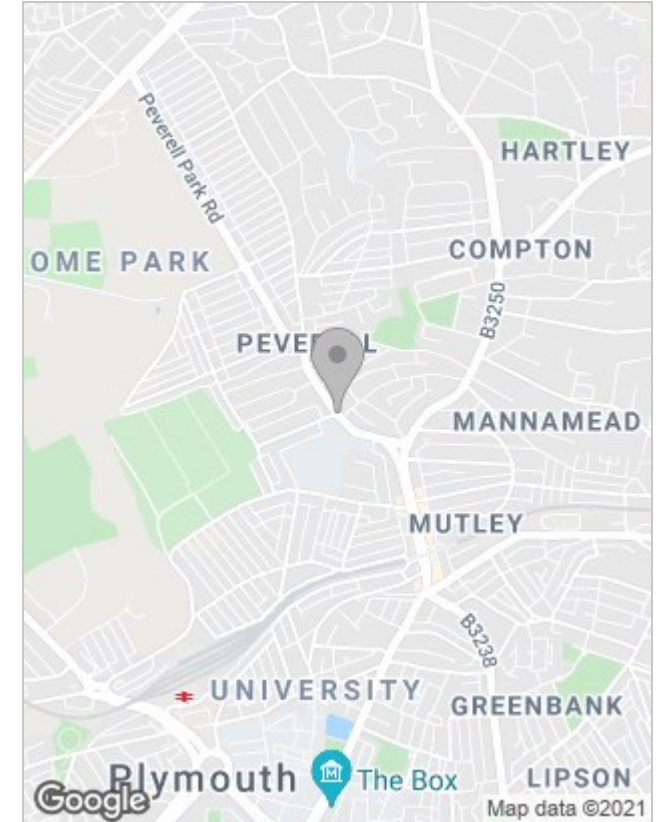 Peverell Park Rd
HARTLEY
OME PARK
COMPTON
B3250
PEVE L
MANNAMEAD
MUTLEY
B3238
UNIVERSITY
GREENBANK
Plymouth
The Box
LIPSON
Google
Map data ©2021